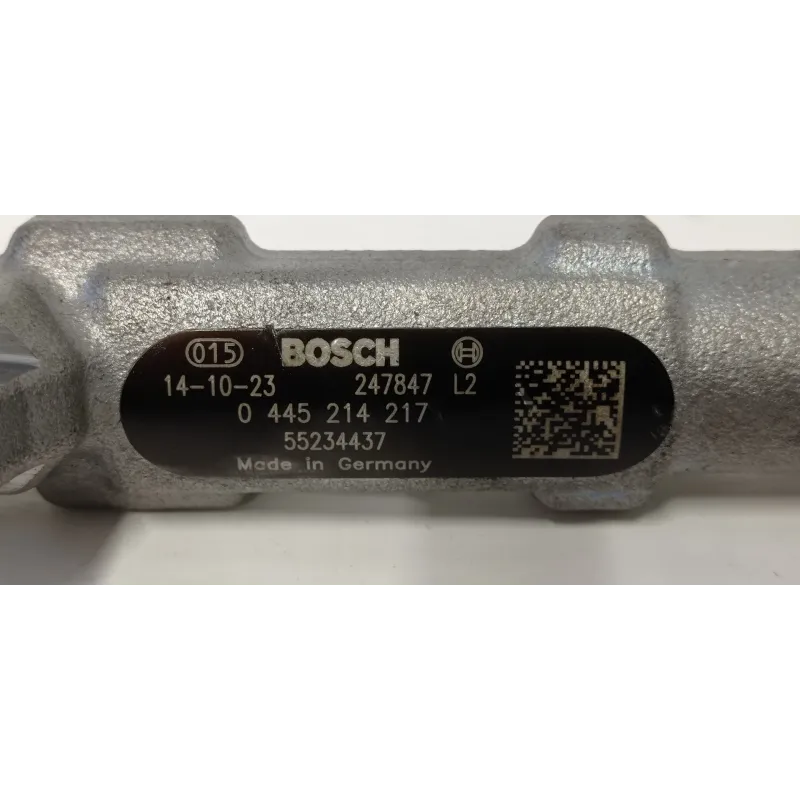 015 BOSCH
14-10-23 247847 L2
0 445 214 217
55234437
Made in Germany